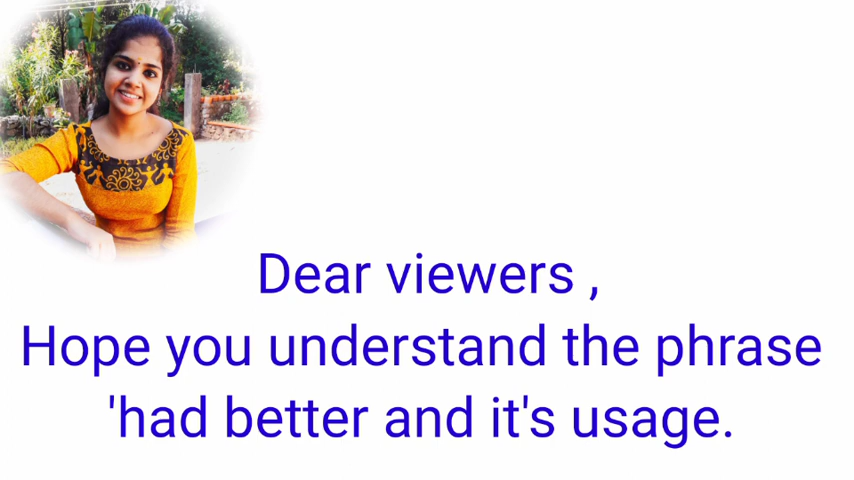 Dear viewers ,
Hope you understand the phrase
'had better and it's usage.